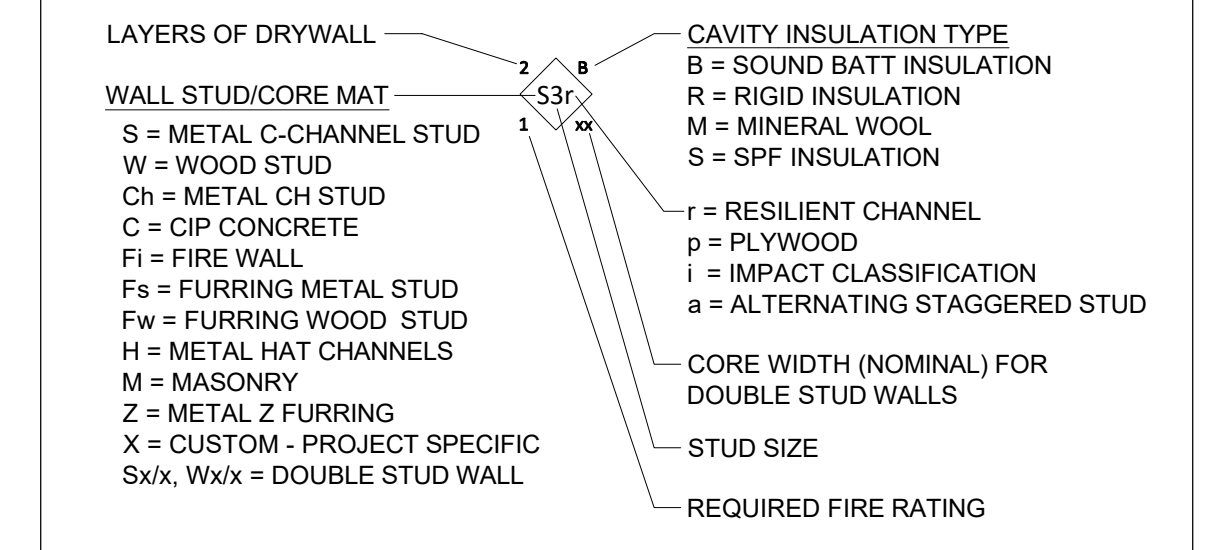 LAYERS OF DRYWALL
WALL STUD/CORE MAT
S = METAL C-CHANNEL STUD
W = WOOD STUD
Ch = METAL CH STUD
C = CIP CONCRETE
Fi = FIRE WALL
Fs = FURRING METAL STUD
Fw = FURRING WOOD STUD
H = METAL HAT CHANNELS
M = MASONRY
Z = METAL Z FURRING
X = CUSTOM - PROJECT SPECIFIC
Sx/x, Wx/x = DOUBLE STUD WALL
2 B
S3r
1 xx
CAVITY INSULATION TYPE
B = SOUND BATT INSULATION
R = RIGID INSULATION
M = MINERAL WOOL
S = SPF INSULATION
r = RESILIENT CHANNEL
p = PLYWOOD
i = IMPACT CLASSIFICATION
a = ALTERNATING STAGGERED STUD
CORE WIDTH (NOMINAL) FOR
DOUBLE STUD WALLS
STUD SIZE
REQUIRED FIRE RATING